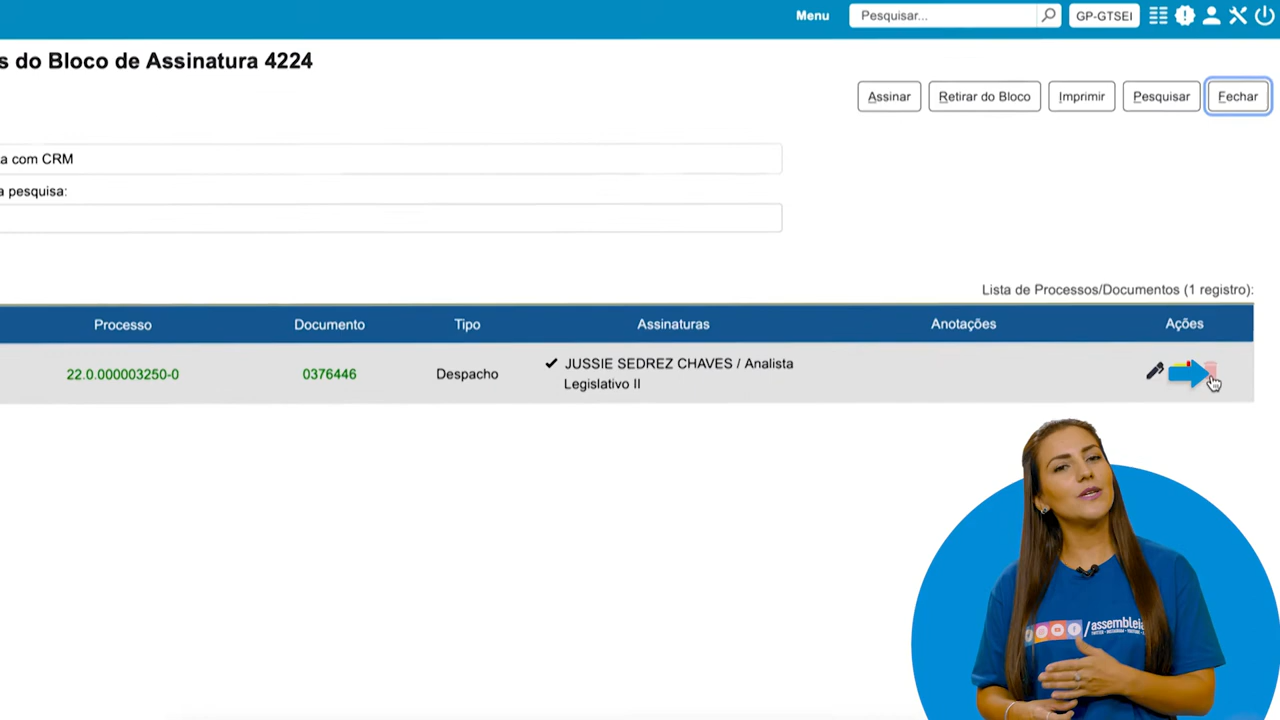 Menu
Pesquisar...
GP-GTSEI
s do Bloco de Assinatura 4224
Assinar
Retirar do Bloco
Imprimir
Pesquisar
Fechar
a com CRM
a pesquisa:
Lista de Processos/Documentos (1 registro):
Processo
Documento
Tipo
Assinaturas
Anotações
Ações
22.0.000003250-0
0376446
Despacho
JUSSIE SEDREZ CHAVES / Analista
Legislativo II
/assembleia